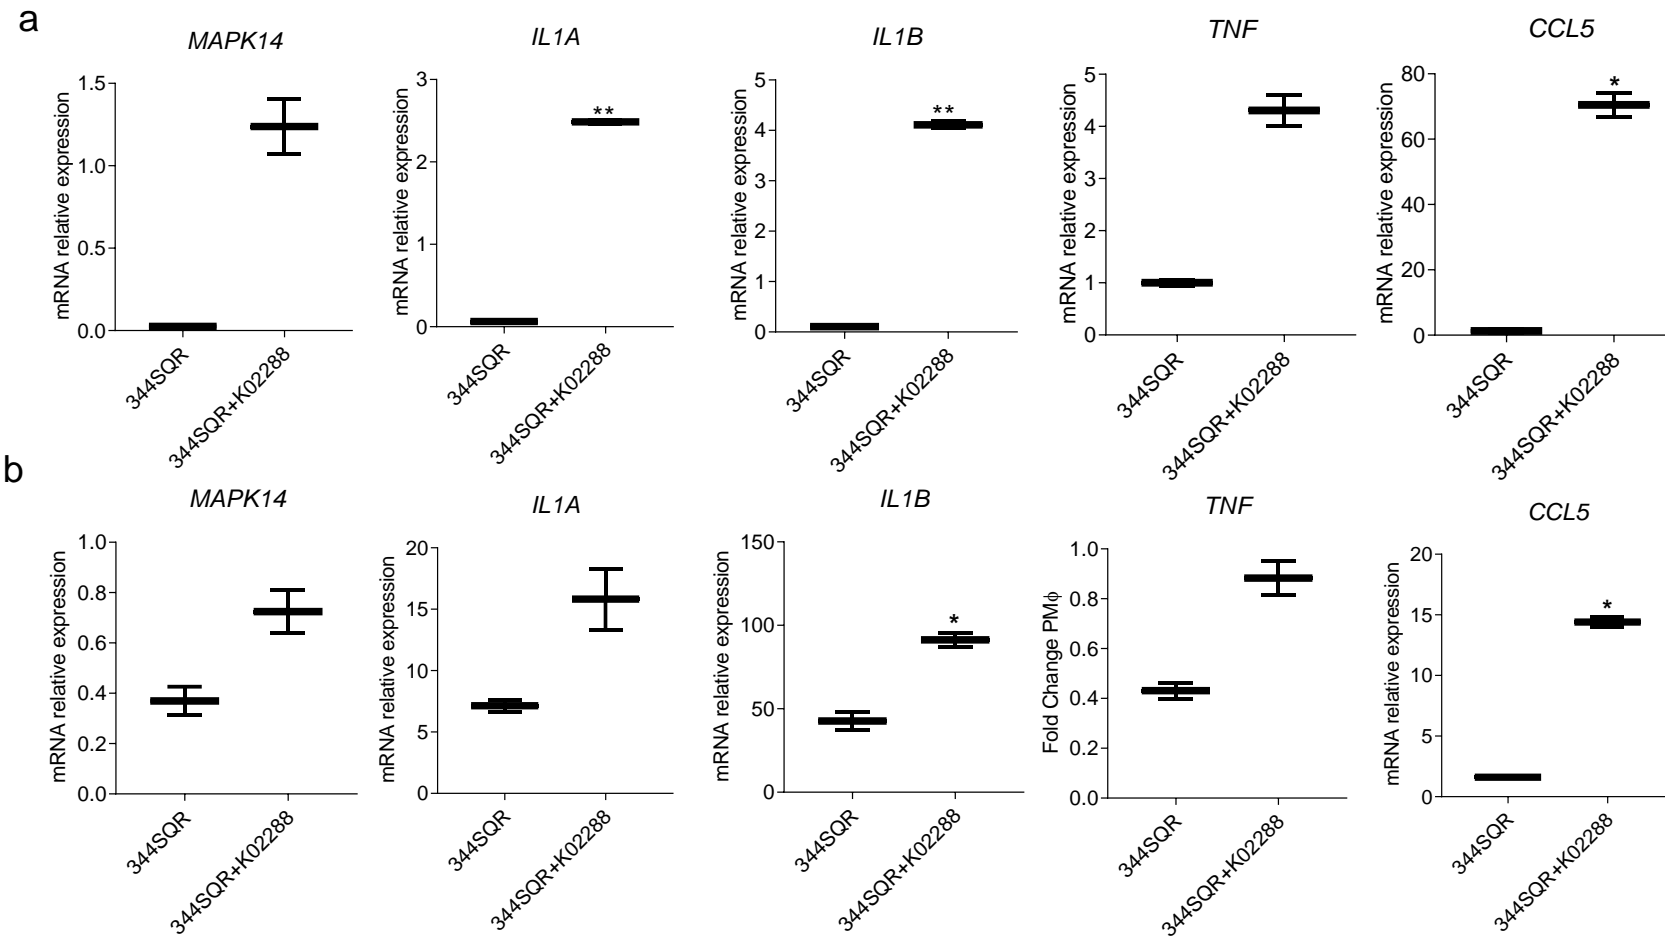 a
MAPK14
mRNA relative expression
1.5
1.0
0.5
0.0
344SQR
344SQR+K02288
IL1A
mRNA relative expression
3
2
1
0
**
344SQR
344SQR+K02288
IL1B
mRNA relative expression
5
4
3
2
1
0
**
344SQR
344SQR+K02288
TNF
mRNA relative expression
5
4
3
2
1
0
344SQR
344SQR+K02288
CCL5
mRNA relative expression
80
60
40
20
0
*
344SQR
344SQR+K02288
b
MAPK14
mRNA relative expression
1.0
0.8
0.6
0.4
0.2
0.0
344SQR
344SQR+K02288
IL1A
mRNA relative expression
20
15
10
5
0
344SQR
344SQR+K02288
IL1B
mRNA relative expression
150
100
50
0
*
344SQR
344SQR+K02288
TNF
Fold Change PMϕ
1.0
0.8
0.6
0.4
0.2
0.0
344SQR
344SQR+K02288
CCL5
mRNA relative expression
20
15
10
5
0
*
344SQR
344SQR+K02288